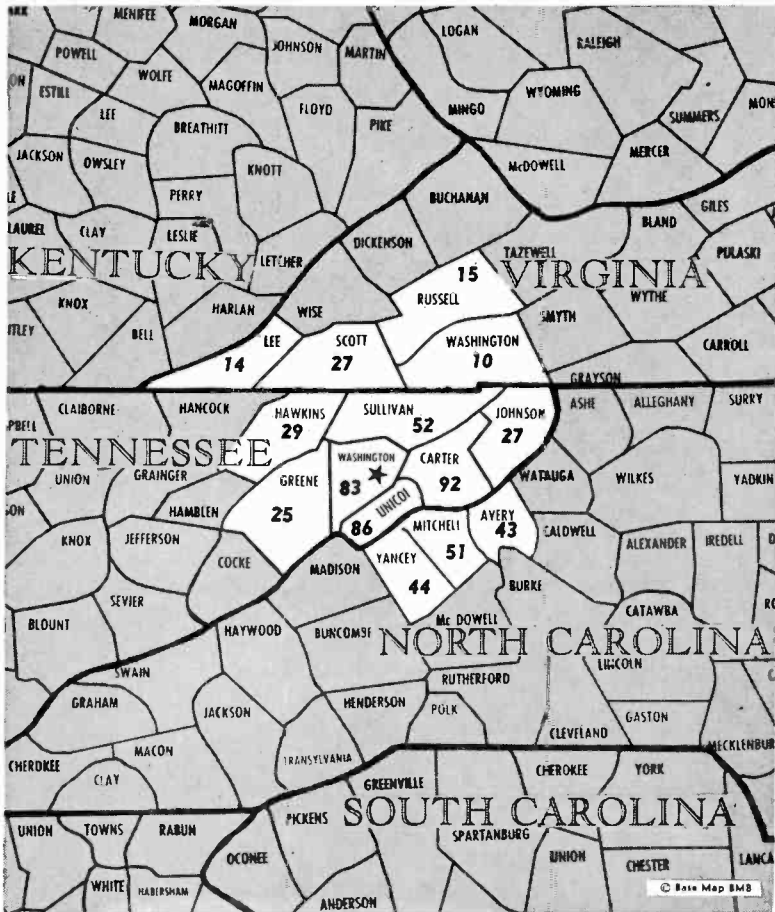 MENIFEE
MORGAN
POWELL
WOLFE
JOHNSON
MARTIN
LOGAN
RALEIGH
ESTILL
MAGOFFIN
WYOMING
LEE
FLOYD
MINGO
SUMMERS
BREATHITT
PIKE
JACKSON
OWSLEY
KNOTT
McDOWELL
MERCER
PERRY
BUCHANAN
GILES
LAUREL
CLAY
LESLIE
DICKENSON
BLAND
KENTUCKY
LETCHER
TAZEWELL
PULASKI
15
VIRGINIA
KNOX
HARLAN
WISE
RUSSELL
WYTHE
SMYTH
BELL
LEE
SCOTT
WASHINGTON
CARROLL
14
27
10
GRAYSON
CLAIBORNE
HANCOCK
HAWKINS
SULLIVAN
JOHNSON
ASHE
ALLEGHANY
SURRY
29
52
27
TENNESSEE
WASHINGTON
CARTER
UNION
GRAINGER
GREENE
83
92
WATAUGA
WILKES
YADKIN
HAMBLEN
25
UNICOI
86
AVERY
43
KNOX
JEFFERSON
MITCHELL
51
CALDWELL
ALEXANDER
IREDELL
COCKE
MADISON
YANCEY
44
BURKE
SEVIER
CATAWBA
BLOUNT
HAYWOOD
BUNCOMBE
Mc DOWELL
NORTH CAROLINA
SWAIN
RUTHERFORD
LINCOLN
GRAHAM
JACKSON
HENDERSON
POLK
GASTON
MACON
CLEVELAND
CHEROKEE
TRANSYLVANIA
MECKLENBUR
CLAY
GREENVILLE
CHEROKEE
YORK
PICKENS
SOUTH CAROLINA
UNION
TOWNS
RABUN
SPARTANBURG
OCONEE
UNION
CHESTER
LANCA
WHITE
HABERSHAM
ANDERSON
© Base Map BMB